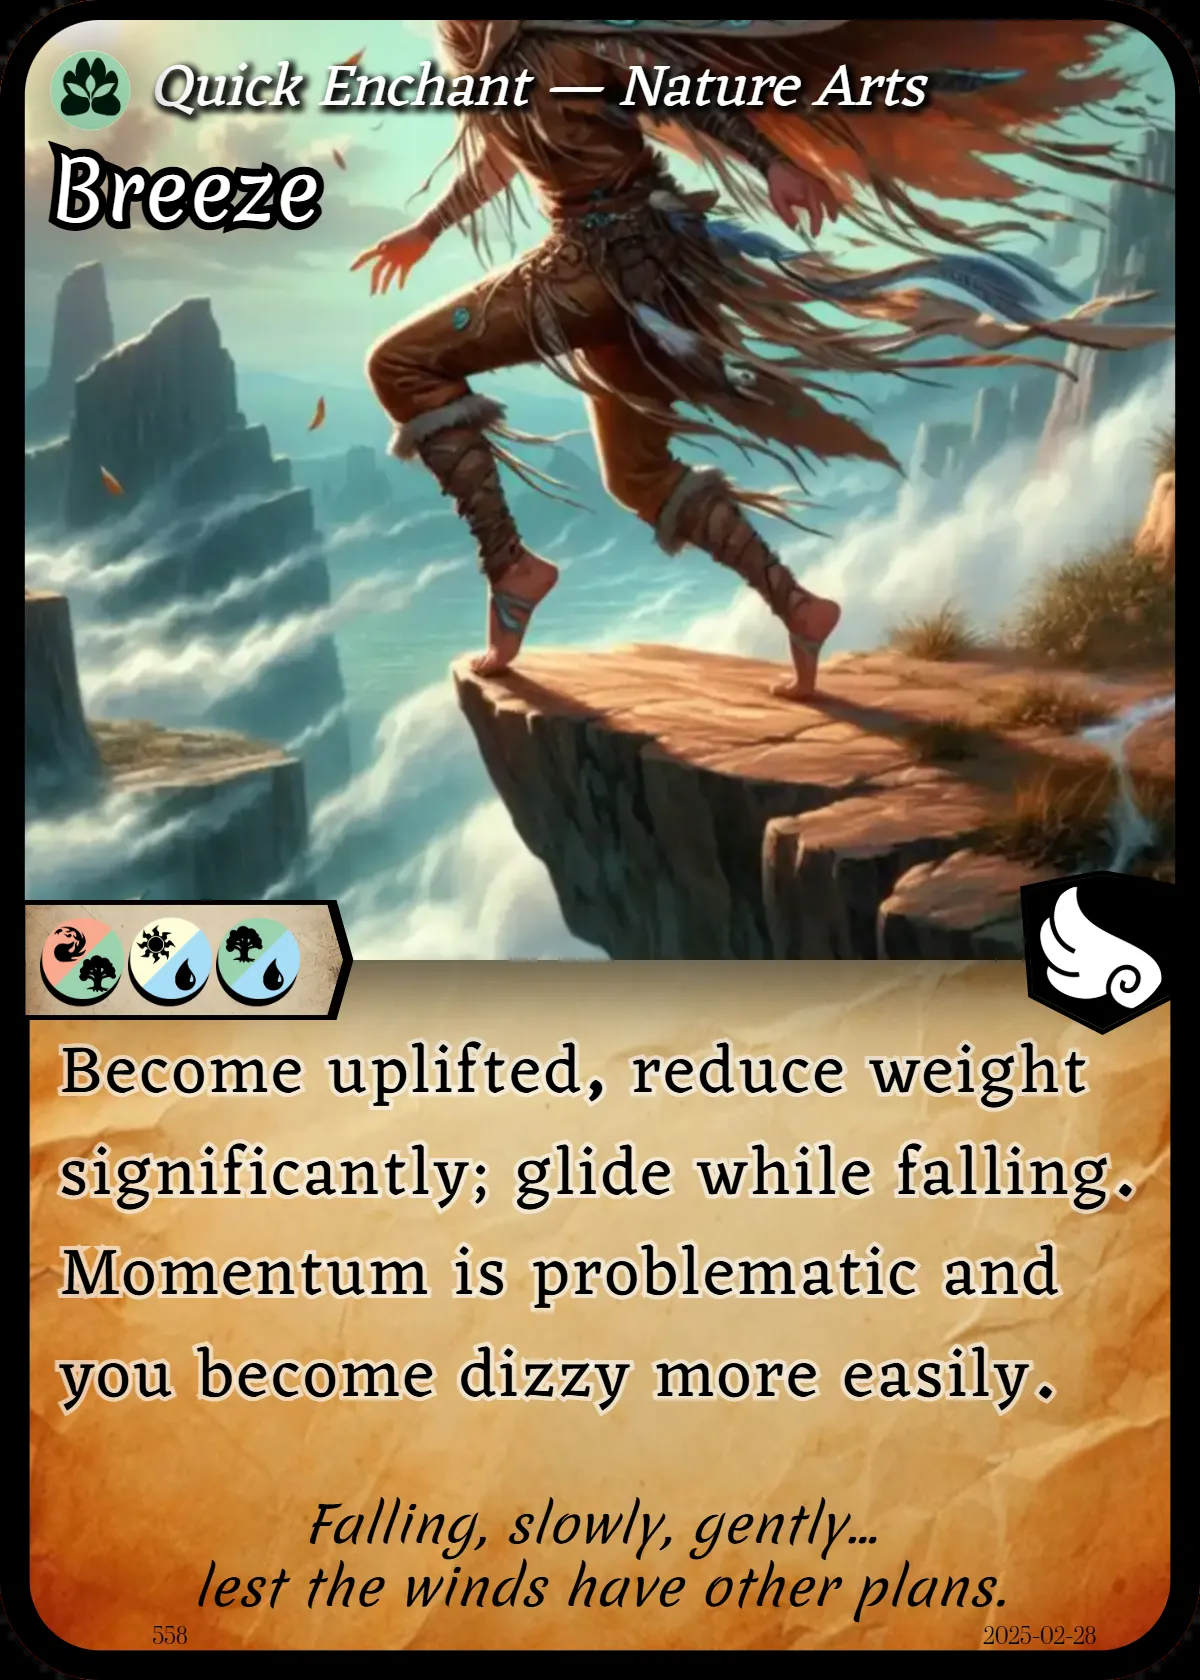 Quick Enchant — Nature Arts
Breeze
Become uplifted, reduce weight
significantly; glide while falling.
Momentum is problematic and
you become dizzy more easily.
Falling, slowly, gently...
lest the winds have other plans.
558
2025-02-28